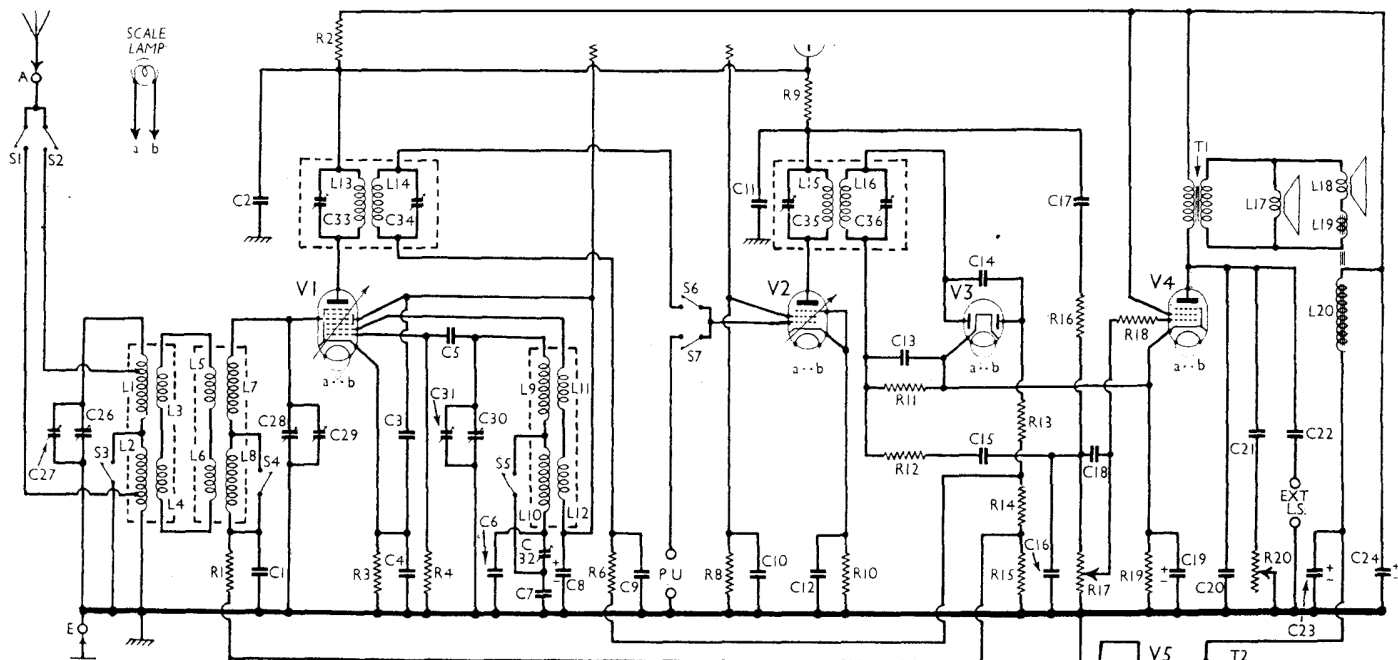 SCALE
LAMP
A
a b
S1 S2
R2
C2
L13 L14
C33 C34
V1
R9
C11
L15 L16
C35 C36
C17
T1
L17
L18
L19
L20
S6
S7
V2
a··b
C14
V3
a··b
C13
R11
R12
C15
R13
R14
R15
C16
R16
C18
R17
V4
R18
a··b
L1
L2
L3
L4
L5
L6
L7
L8
C26
C27
S3
S4
C28
C29
a··b
C5
C3
C31
C30
L9
L11
S5
L10
L12
C6
C
32
C7
C8
R1
C1
R3
C4
R4
R6
C9
P U
R8
C10
C12
R10
R19
C19
C20
C21
R20
C22
EXT
L.S.
C23
C24
E
V5
T2
+
−
+
−
+
−
+
−